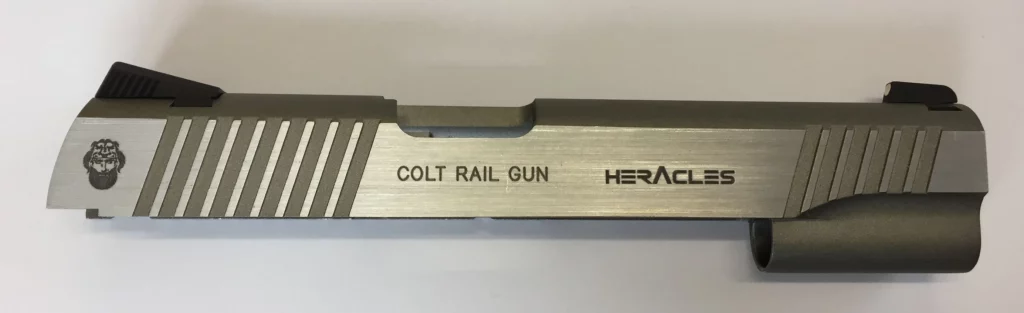 COLT RAIL GUN HERACLES